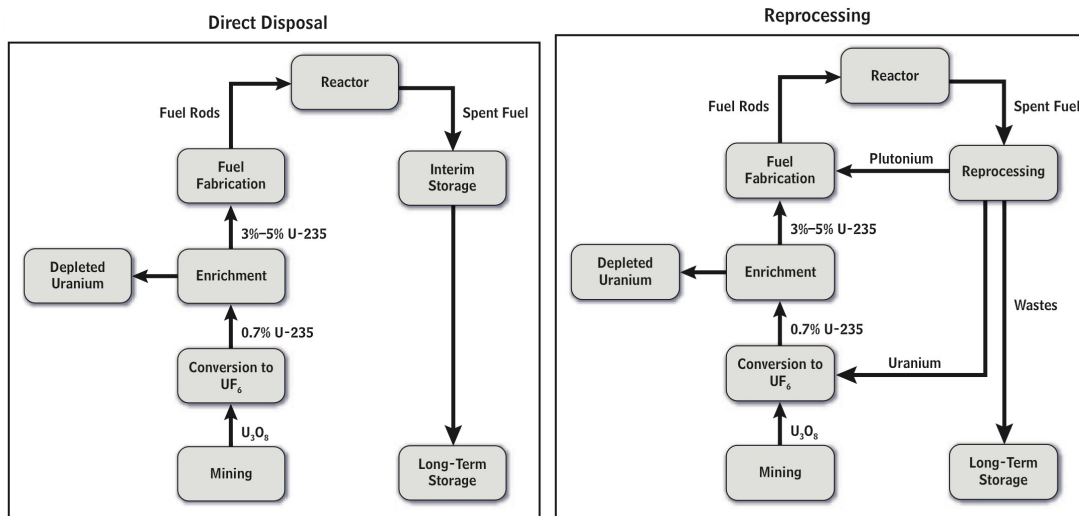 Direct Disposal
Reactor
Fuel Rods
Spent Fuel
Fuel
Fabrication
Interim
Storage
3%–5% U-235
Depleted
Uranium
Enrichment
0.7% U-235
Conversion to
UF₆
U₃O₈
Mining
Long-Term
Storage
Reprocessing
Reactor
Fuel Rods
Spent Fuel
Fuel
Fabrication
Plutonium
Reprocessing
3%–5% U-235
Depleted
Uranium
Enrichment
Wastes
0.7% U-235
Conversion to
UF₆
Uranium
U₃O₈
Mining
Long-Term
Storage